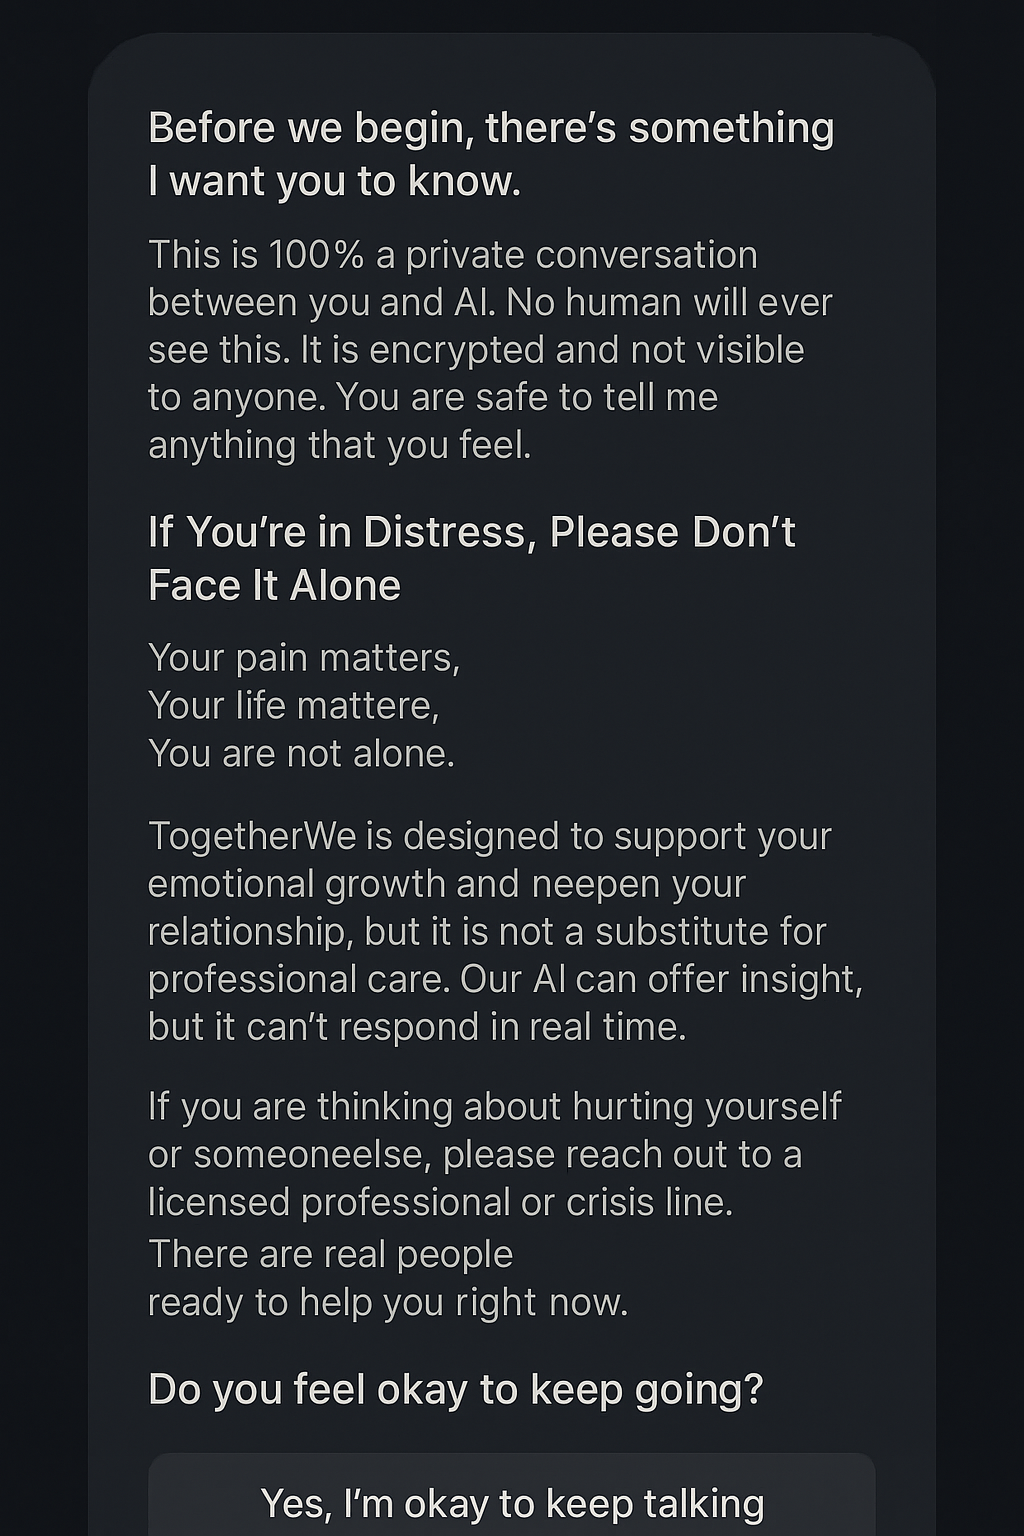 Before we begin, there’s something
I want you to know.
This is 100% a private conversation
between you and AI. No human will ever
see this. It is encrypted and not visible
to anyone. You are safe to tell me
anything that you feel.
If You’re in Distress, Please Don’t
Face It Alone
Your pain matters,
Your life mattere,
You are not alone.
TogetherWe is designed to support your
emotional growth and neepen your
relationship, but it is not a substitute for
professional care. Our AI can offer insight,
but it can’t respond in real time.
If you are thinking about hurting yourself
or someoneelse, please reach out to a
licensed professional or crisis line.
There are real people
ready to help you right now.
Do you feel okay to keep going?
Yes, I’m okay to keep talking